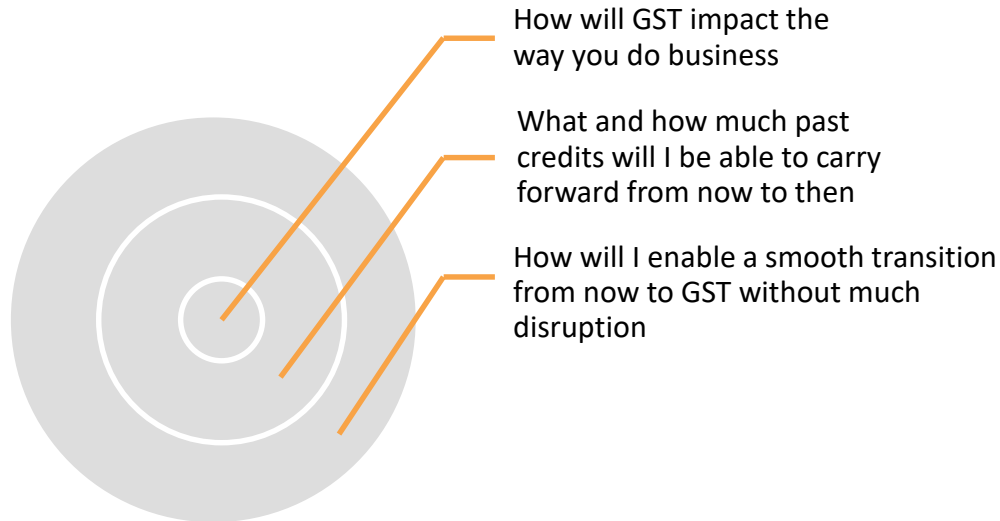 How will GST impact the
way you do business
What and how much past
credits will I be able to carry
forward from now to then
How will I enable a smooth transition
from now to GST without much
disruption